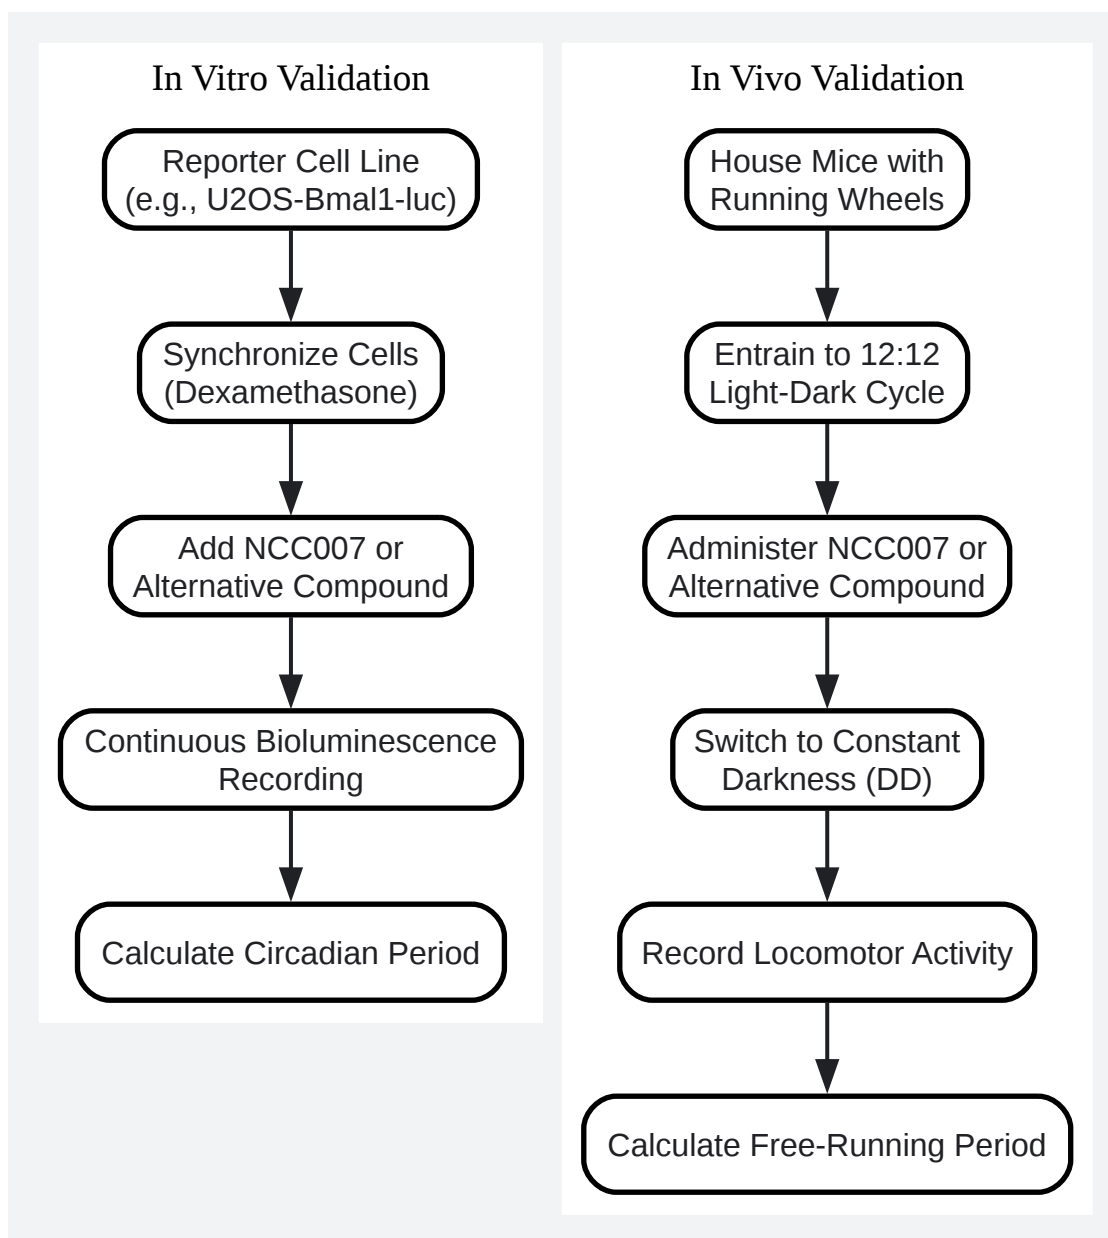 In Vitro Validation
Reporter Cell Line
(e.g., U2OS-Bmal1-luc)
Synchronize Cells
(Dexamethasone)
Add NCC007 or
Alternative Compound
Continuous Bioluminescence
Recording
Calculate Circadian Period
In Vivo Validation
House Mice with
Running Wheels
Entrain to 12:12
Light-Dark Cycle
Administer NCC007 or
Alternative Compound
Switch to Constant
Darkness (DD)
Record Locomotor Activity
Calculate Free-Running Period